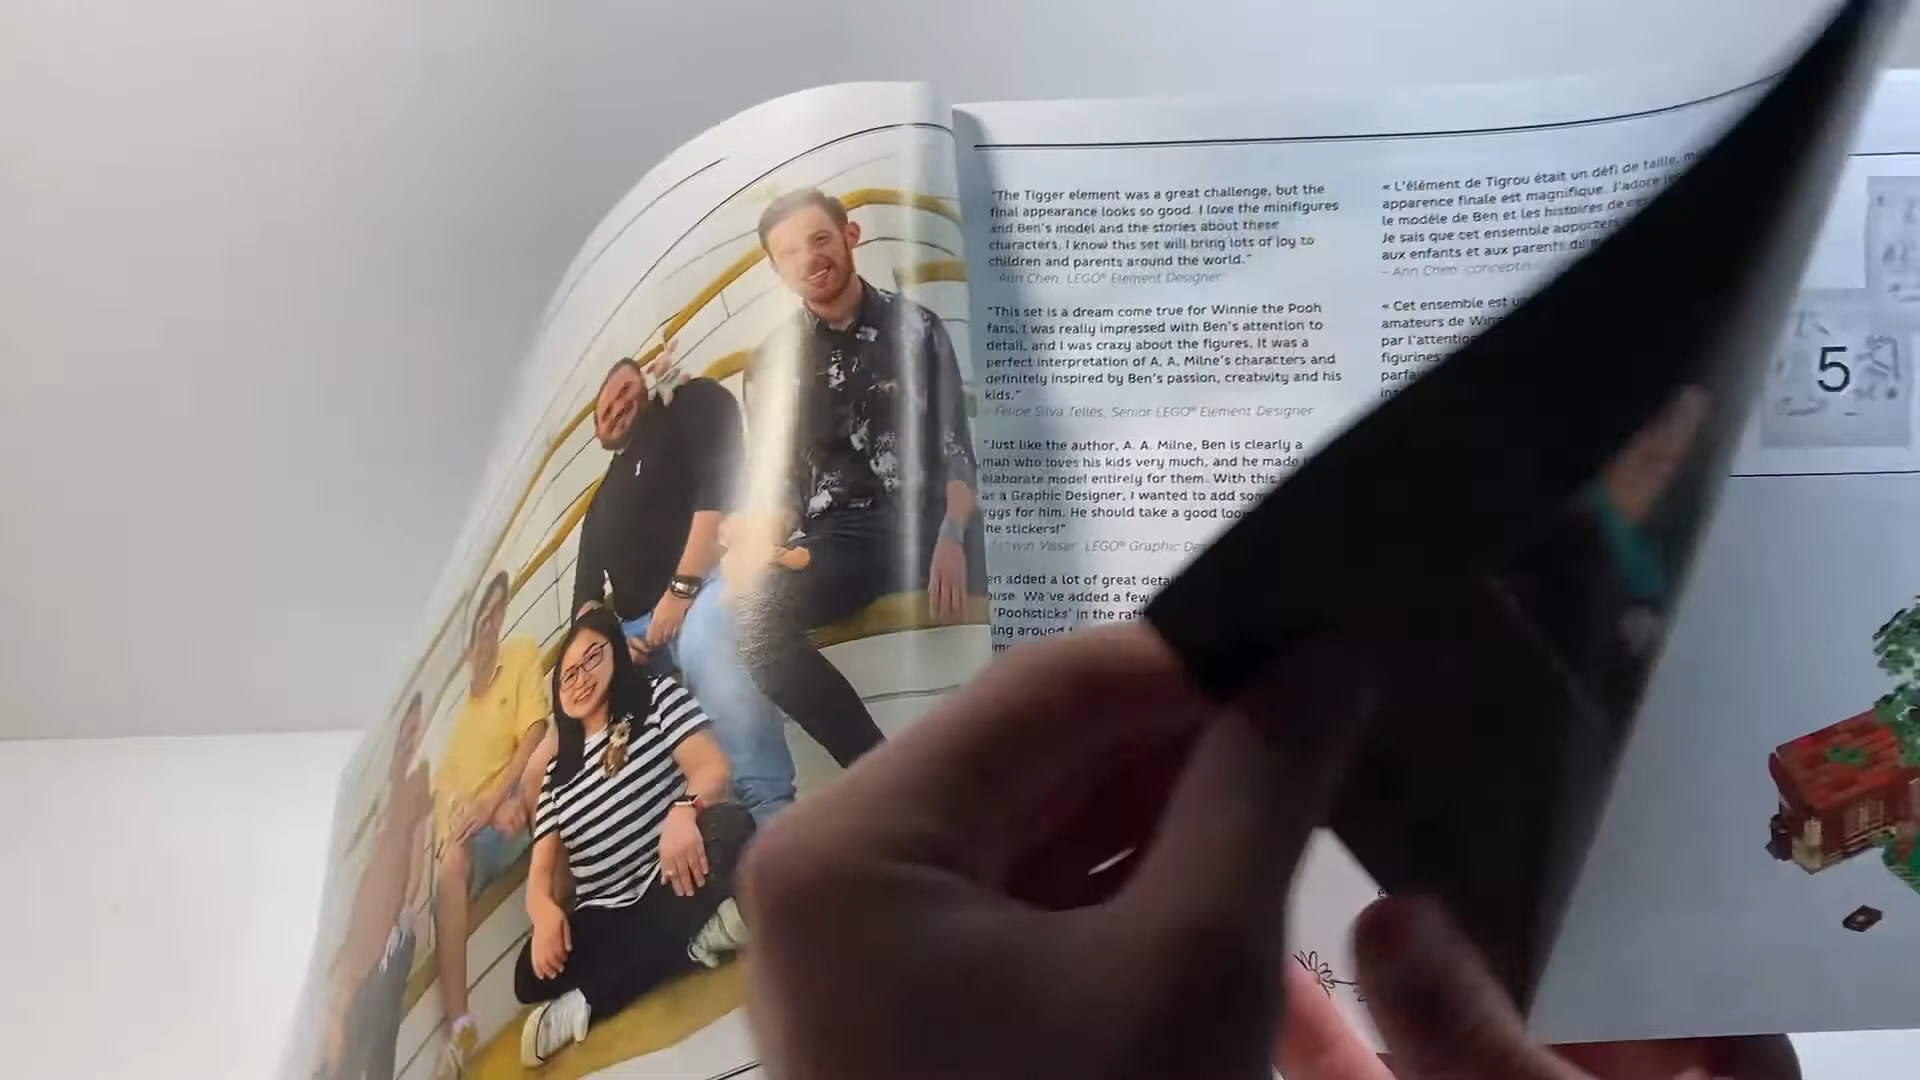 "The Tigger element was a great challenge, but the
final appearance looks so good. I love the minifigures
and Ben's model and the stories about these
characters. I know this set will bring lots of joy to
children and parents around the world."
Ann Chen, LEGO® Element Designer
"This set is a dream come true for Winnie the Pooh
fans. I was really impressed with Ben's attention to
detail, and I was crazy about the figures. It was a
perfect interpretation of A. A. Milne's characters and
definitely inspired by Ben's passion, creativity and his
kids."
Felipe Silva Telles, Senior LEGO® Element Designer
"Just like the author, A. A. Milne, Ben is clearly a
man who loves his kids very much, and he made
elaborate model entirely for them. With this
as a Graphic Designer, I wanted to add
for him. He should take a good
stickers!"
Visser, LEGO® Graphic
added a lot of great
We've added a few
'Poohsticks' in the
« L'élément de Tigrou était un défi de taille,
apparence finale est magnifique. J'adore
le modèle de Ben et les histoires de
Je sais que cet ensemble apportera
aux enfants et aux parents
– Ann Chen,
« Cet ensemble est
amateurs de
par l'attention
figurines
5